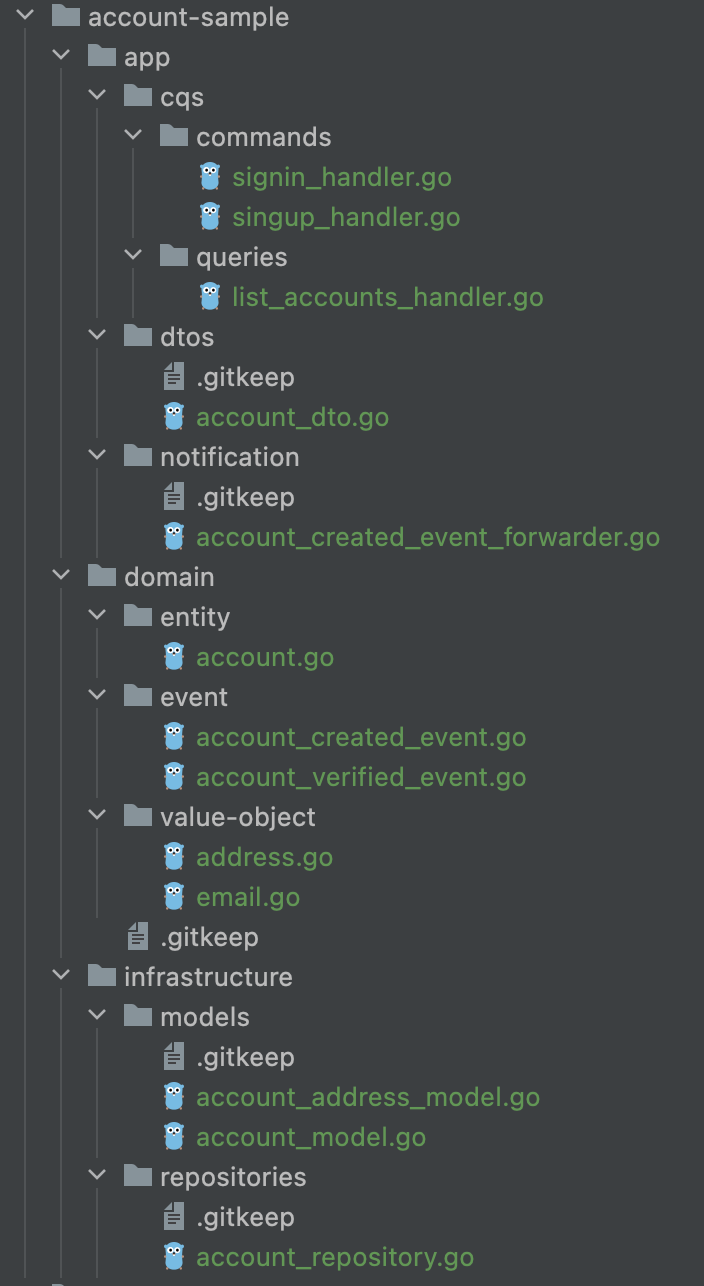 account-sample
app
cqs
commands
signin_handler.go
singup_handler.go
queries
list_accounts_handler.go
dtos
.gitkeep
account_dto.go
notification
.gitkeep
account_created_event_forwarder.go
domain
entity
account.go
event
account_created_event.go
account_verified_event.go
value-object
address.go
email.go
.gitkeep
infrastructure
models
.gitkeep
account_address_model.go
account_model.go
repositories
.gitkeep
account_repository.go